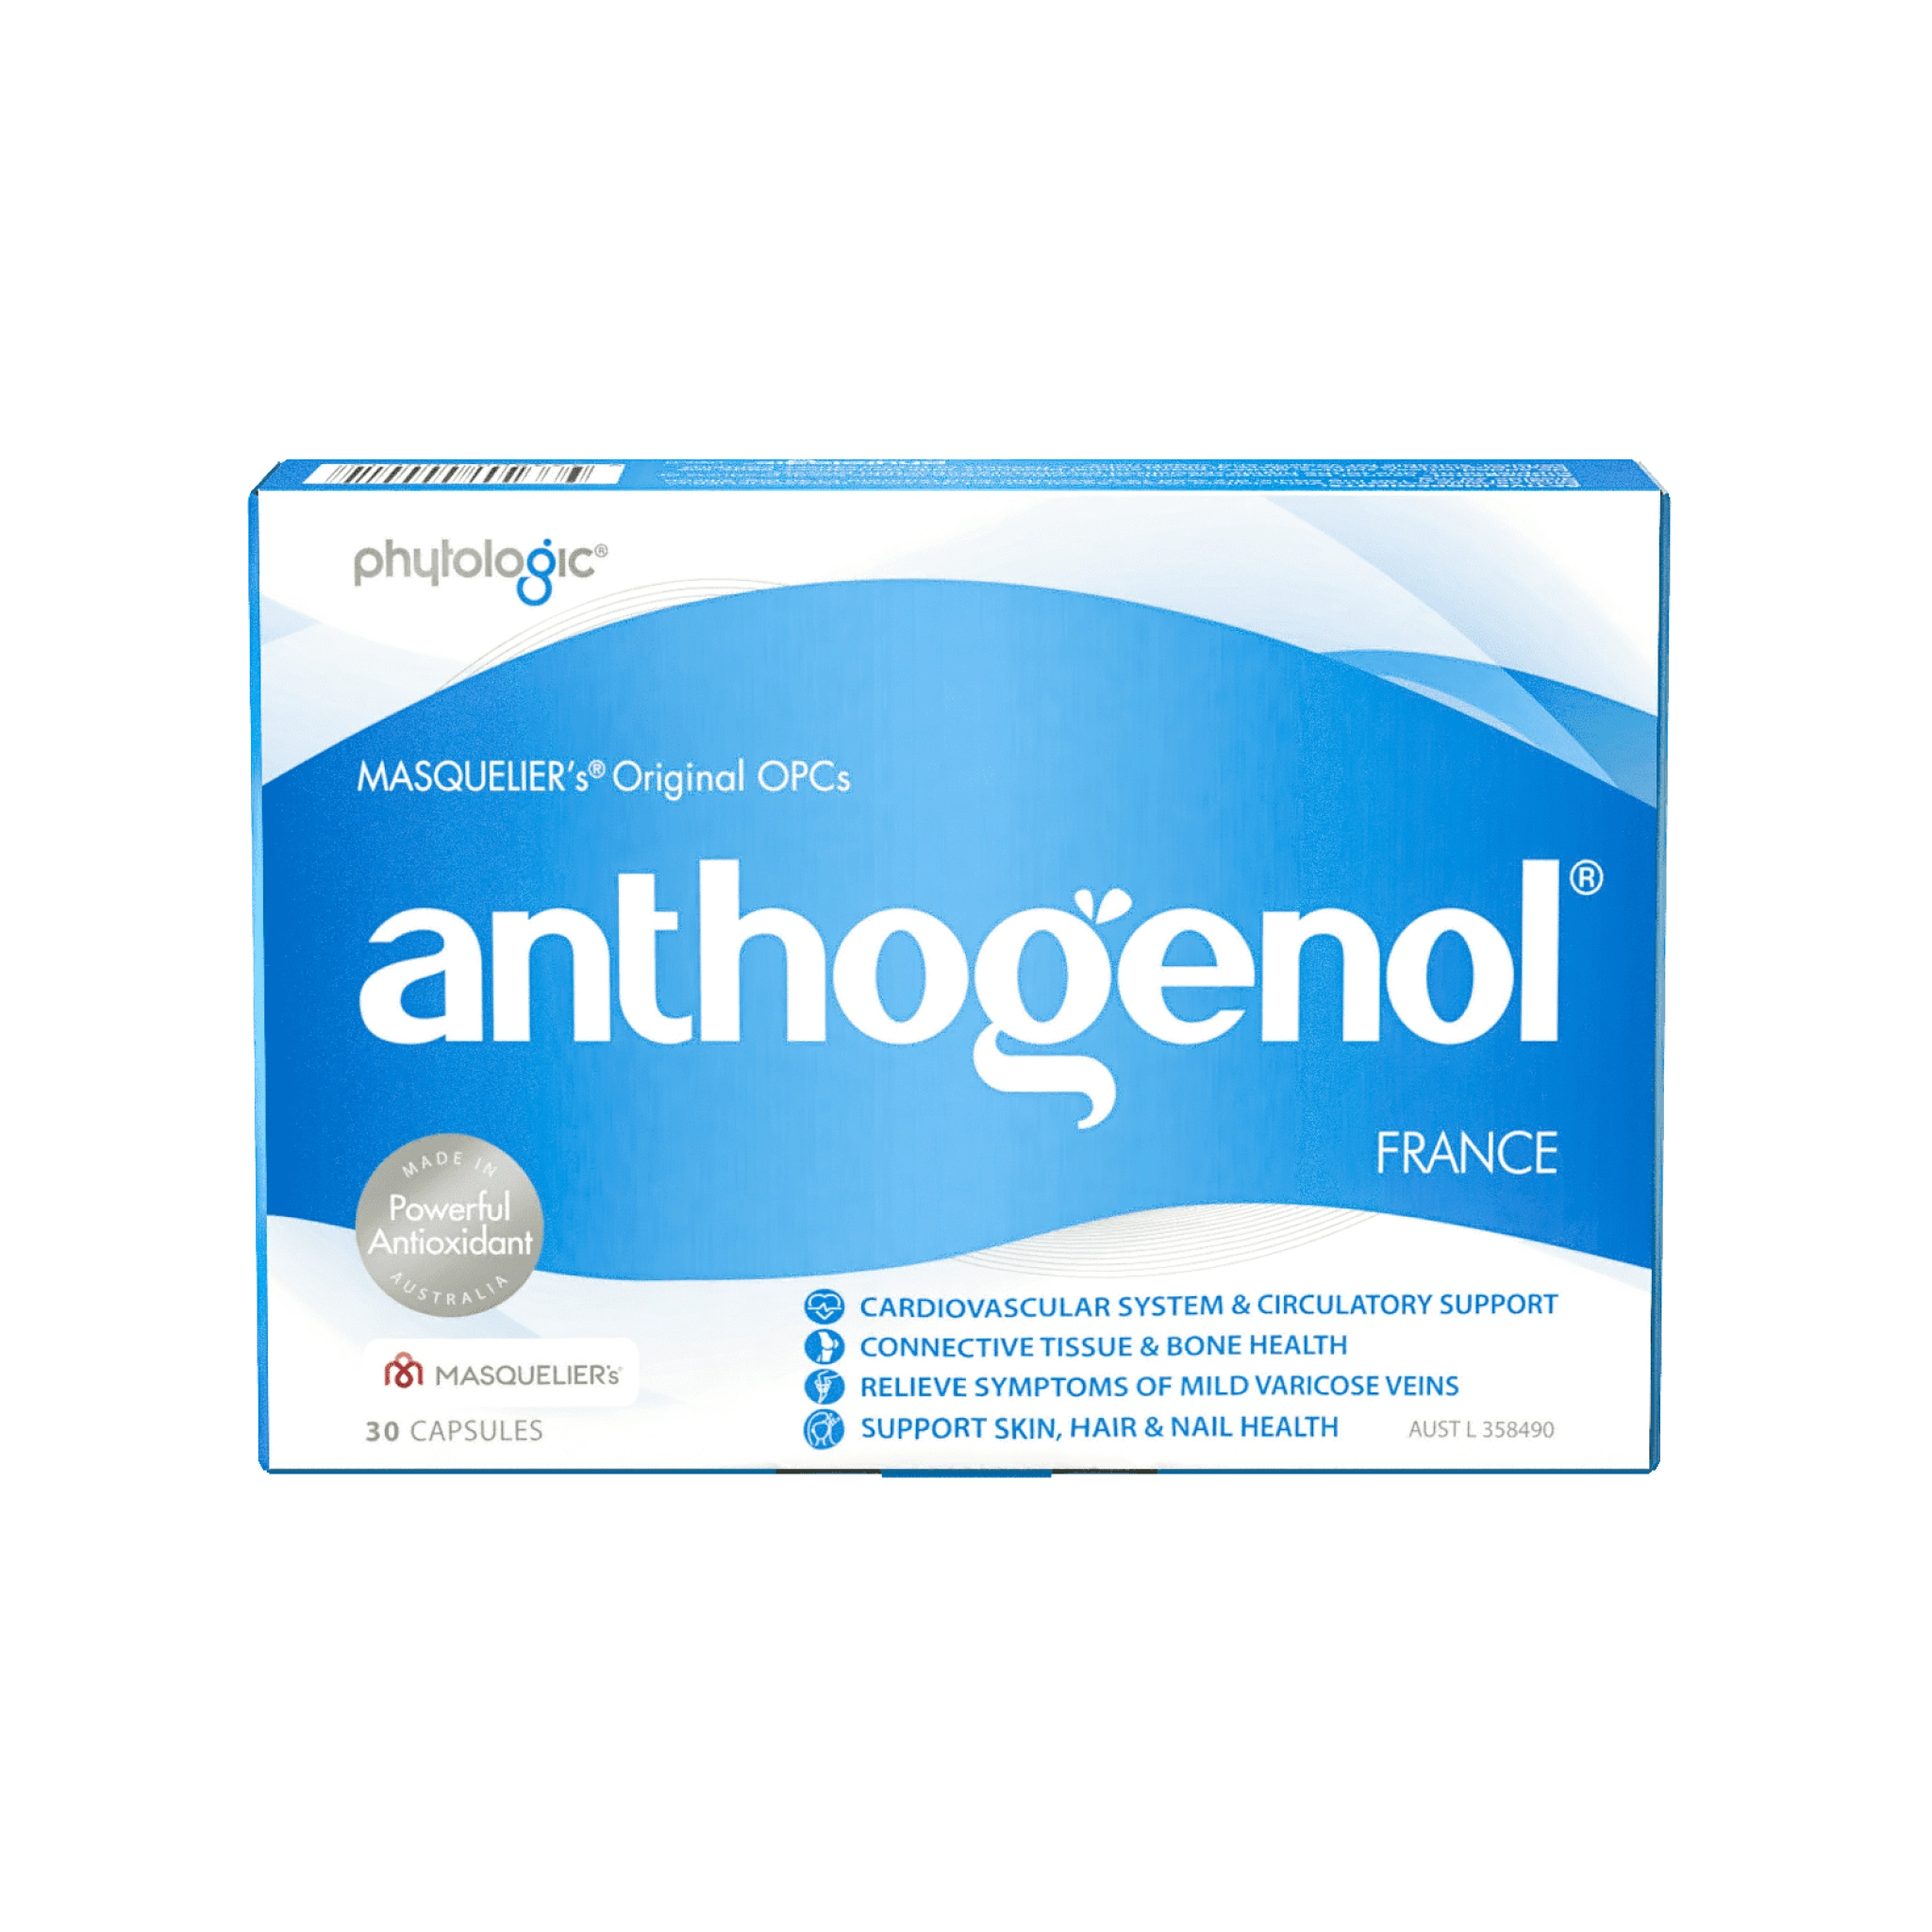 phytologic®
MASQUELIER's® Original OPCs
anthogenol®
FRANCE
MADE IN
Powerful
Antioxidant
AUSTRALIA
MASQUELIER's®
30 CAPSULES
CARDIOVASCULAR SYSTEM & CIRCULATORY SUPPORT
CONNECTIVE TISSUE & BONE HEALTH
RELIEVE SYMPTOMS OF MILD VARICOSE VEINS
SUPPORT SKIN, HAIR & NAIL HEALTH
AUST L 358490